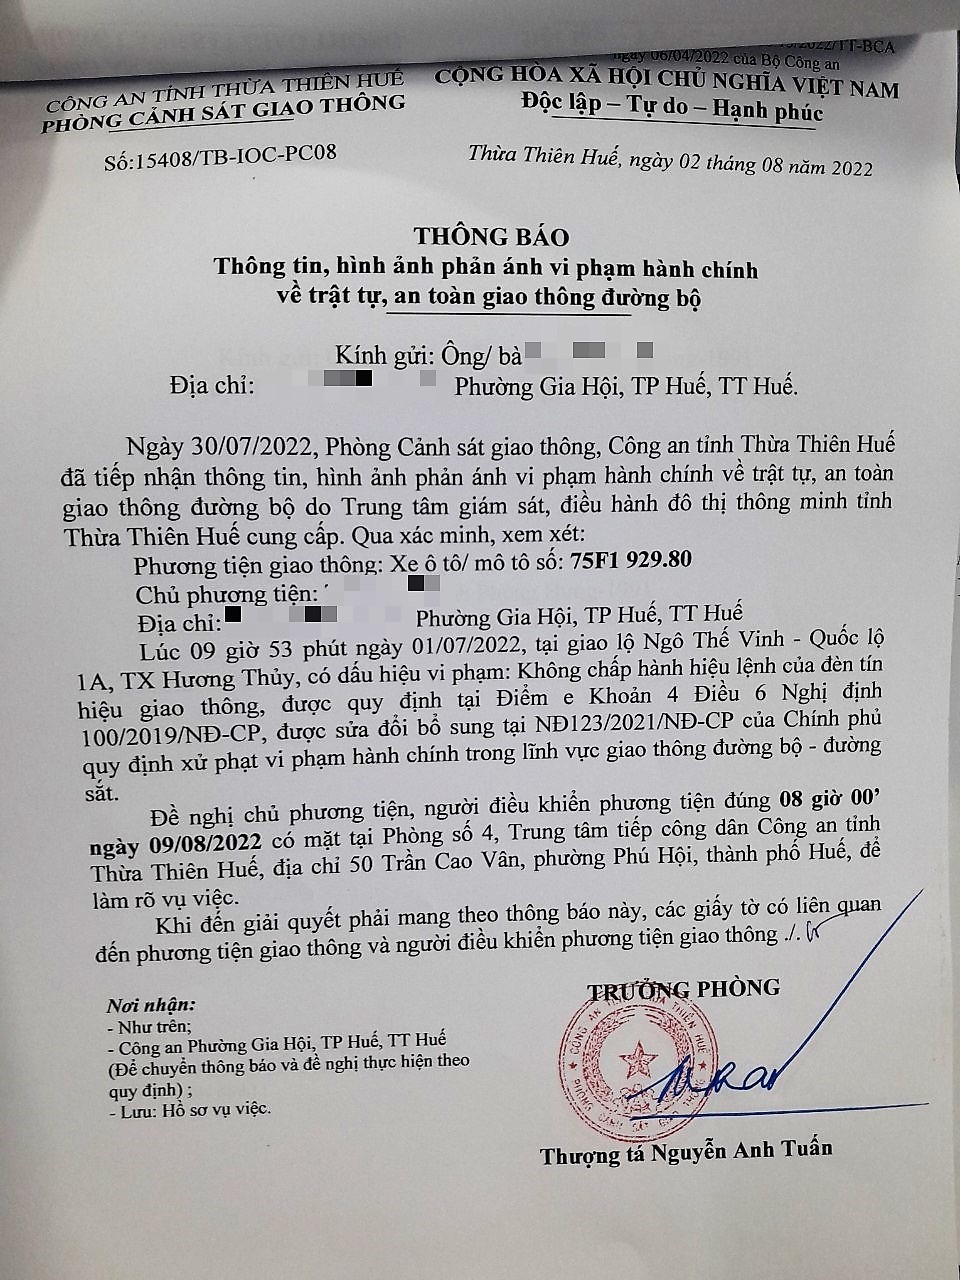 /2022/TT-BCA
ngày 06/04/2022 của Bộ Công an
CÔNG AN TỈNH THỪA THIÊN HUẾ
PHÒNG CẢNH SÁT GIAO THÔNG
CỘNG HÒA XÃ HỘI CHỦ NGHĨA VIỆT NAM
Độc lập – Tự do – Hạnh phúc
Số:15408/TB-IOC-PC08
Thừa Thiên Huế, ngày 02 tháng 08 năm 2022
THÔNG BÁO
Thông tin, hình ảnh phản ánh vi phạm hành chính
về trật tự, an toàn giao thông đường bộ
Kính gửi: Ông/ bà
Địa chỉ: Phường Gia Hội, TP Huế, TT Huế.
Ngày 30/07/2022, Phòng Cảnh sát giao thông, Công an tỉnh Thừa Thiên Huế
đã tiếp nhận thông tin, hình ảnh phản ánh vi phạm hành chính về trật tự, an toàn
giao thông đường bộ do Trung tâm giám sát, điều hành đô thị thông minh tỉnh
Thừa Thiên Huế cung cấp. Qua xác minh, xem xét:
Phương tiện giao thông: Xe ô tô/ mô tô số: 75F1 929.80
Chủ phương tiện:
Địa chỉ: Phường Gia Hội, TP Huế, TT Huế
Lúc 09 giờ 53 phút ngày 01/07/2022, tại giao lộ Ngô Thế Vinh - Quốc lộ
1A, TX Hương Thủy, có dấu hiệu vi phạm: Không chấp hành hiệu lệnh của đèn tín
hiệu giao thông, được quy định tại Điểm e Khoản 4 Điều 6 Nghị định
100/2019/NĐ-CP, được sửa đổi bổ sung tại NĐ123/2021/NĐ-CP của Chính phủ
quy định xử phạt vi phạm hành chính trong lĩnh vực giao thông đường bộ - đường
sắt.
Đề nghị chủ phương tiện, người điều khiển phương tiện đúng 08 giờ 00’
ngày 09/08/2022 có mặt tại Phòng số 4, Trung tâm tiếp công dân Công an tỉnh
Thừa Thiên Huế, địa chỉ 50 Trần Cao Vân, phường Phú Hội, thành phố Huế, để
làm rõ vụ việc.
Khi đến giải quyết phải mang theo thông báo này, các giấy tờ có liên quan
đến phương tiện giao thông và người điều khiển phương tiện giao thông ./.
Nơi nhận:
- Như trên;
- Công an Phường Gia Hội, TP Huế, TT Huế
(Để chuyển thông báo và đề nghị thực hiện theo
quy định) ;
- Lưu: Hồ sơ vụ việc.
TRƯỞNG PHÒNG
CÔNG AN TỈNH THỪA THIÊN HUẾ
PHÒNG CẢNH SÁT GIAO THÔNG
Thượng tá Nguyễn Anh Tuấn